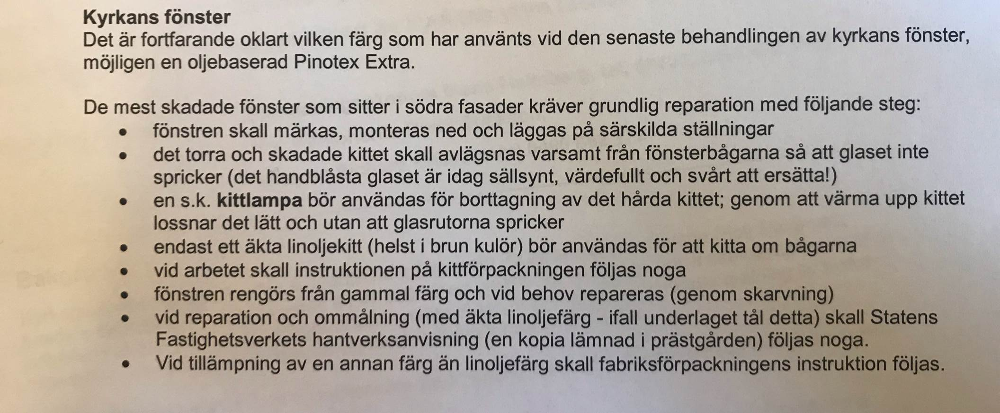 Kyrkans fönster
Det är fortfarande oklart vilken färg som har använts vid den senaste behandlingen av kyrkans fönster,
möjligen en oljebaserad Pinotex Extra.
De mest skadade fönster som sitter i södra fasader kräver grundlig reparation med följande steg:
• fönstren skall märkas, monteras ned och läggas på särskilda ställningar
• det torra och skadade kittet skall avlägsnas varsamt från fönsterbågarna så att glaset inte
spricker (det handblåsta glaset är idag sällsynt, värdefullt och svårt att ersätta!)
• en s.k. kittlampa bör användas för borttagning av det hårda kittet; genom att värma upp kittet
lossnar det lätt och utan att glasrutorna spricker
• endast ett äkta linoljekitt (helst i brun kulör) bör användas för att kitta om bågarna
• vid arbetet skall instruktionen på kittförpackningen följas noga
• fönstren rengörs från gammal färg och vid behov repareras (genom skarvning)
• vid reparation och ommålning (med äkta linoljefärg - ifall underlaget tål detta) skall Statens
Fastighetsverkets hantverksanvisning (en kopia lämnad i prästgården) följas noga.
• Vid tillämpning av en annan färg än linoljefärg skall fabriksförpackningens instruktion följas.